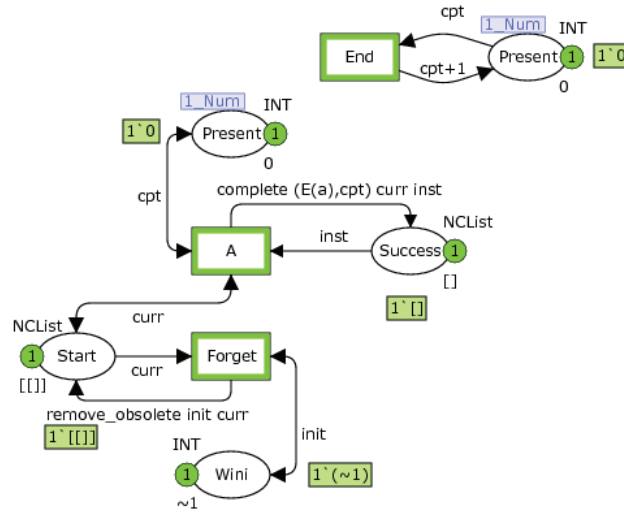 cpt
1_Num
INT
End
Present
1
1`0
cpt+1
0
1_Num
INT
1`0
Present
1
0
cpt
complete (E(a),cpt) curr inst
NCList
A
inst
Success
1
[]
1`[]
curr
NCList
1
Start
curr
Forget
[[]]
remove_obsolete init curr
1`[[]]
init
INT
1
Wini
1`(~1)
~1